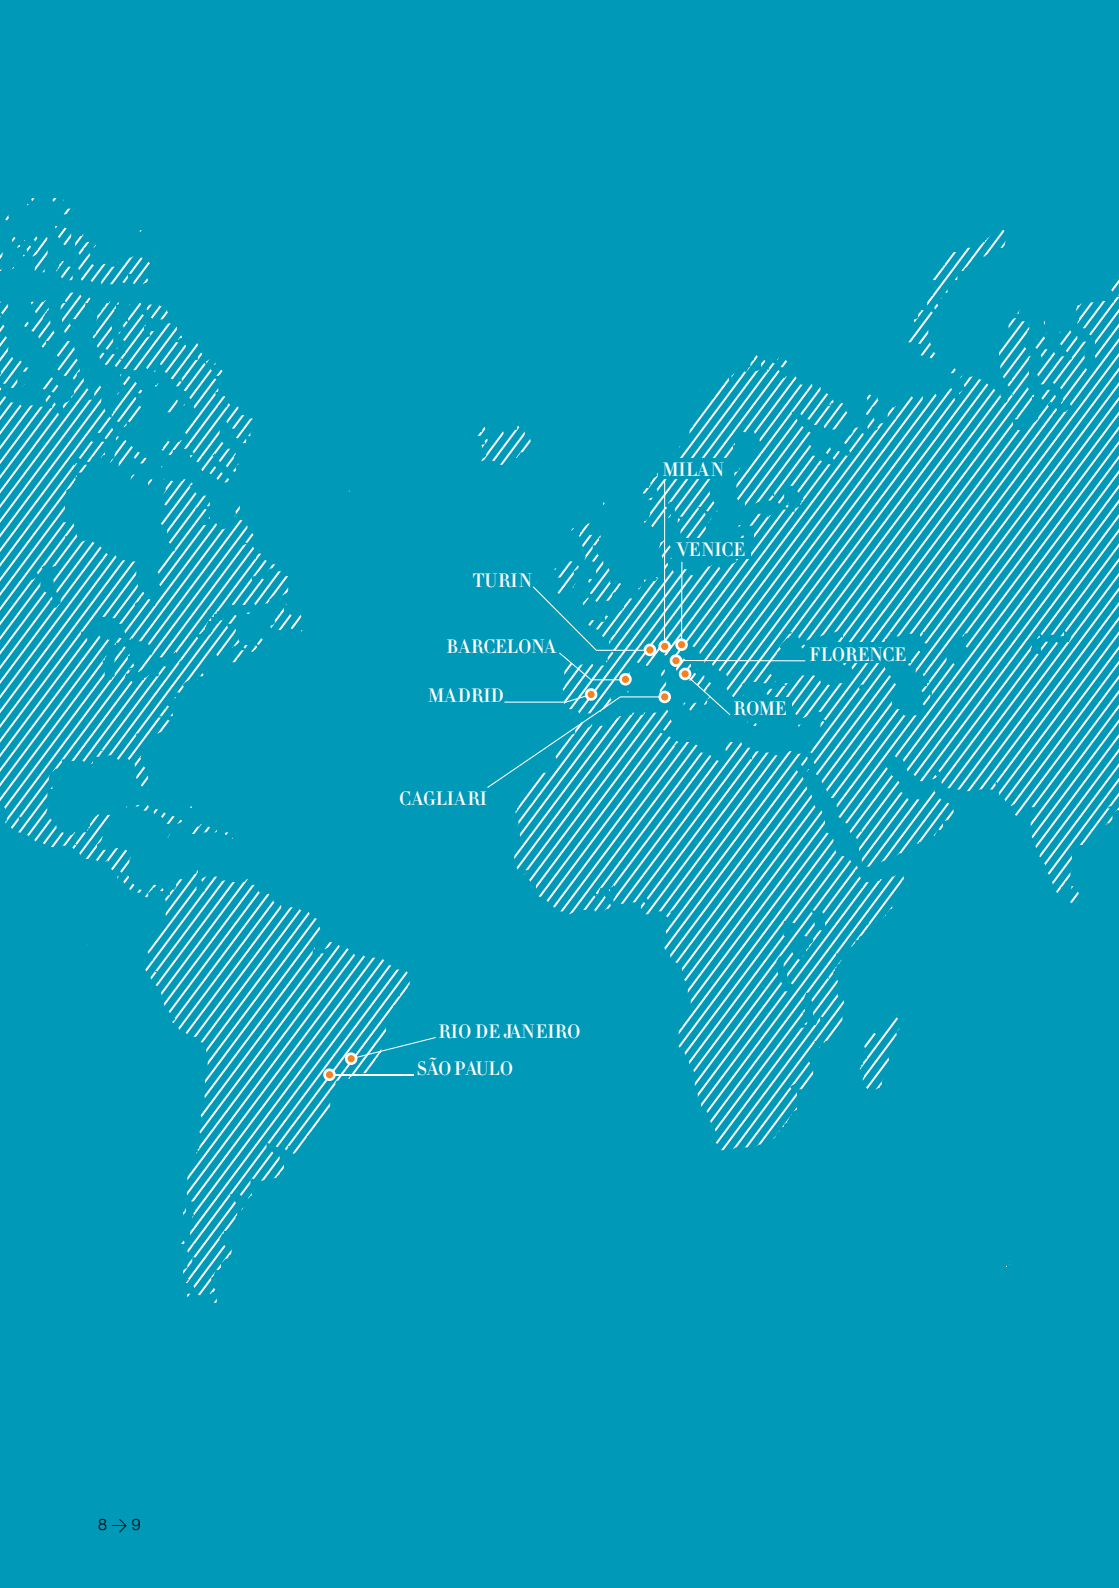 MILAN
VENICE
TURIN
BARCELONA
FLORENCE
MADRID
ROME
CAGLIARI
RIO DE JANEIRO
SÃO PAULO
8 → 9